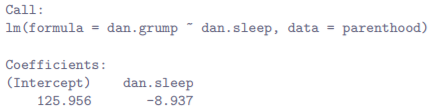 Call:
lm(formula = dan.grump ~ dan.sleep, data = parenthood)
Coefficients:
(Intercept) dan.sleep
125.956 -8.937